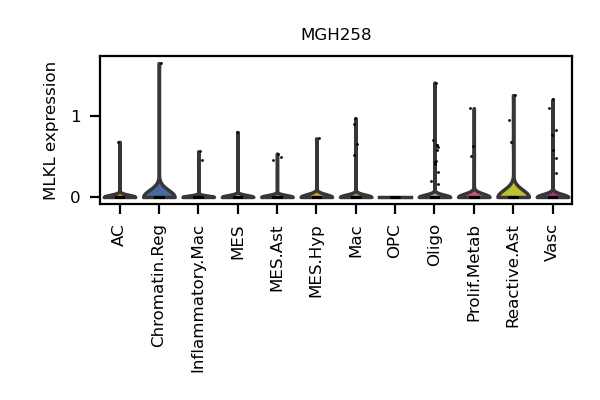 MGH258
MLKL expression
1
0
AC
Chromatin.Reg
Inflammatory.Mac
MES
MES.Ast
MES.Hyp
Mac
OPC
Oligo
Prolif.Metab
Reactive.Ast
Vasc